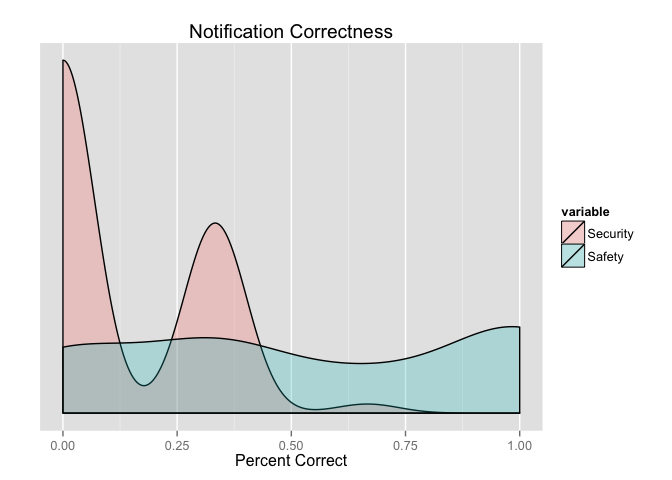 Notification Correctness
variable
Security
Safety
0.00 0.25 0.50 0.75 1.00
Percent Correct